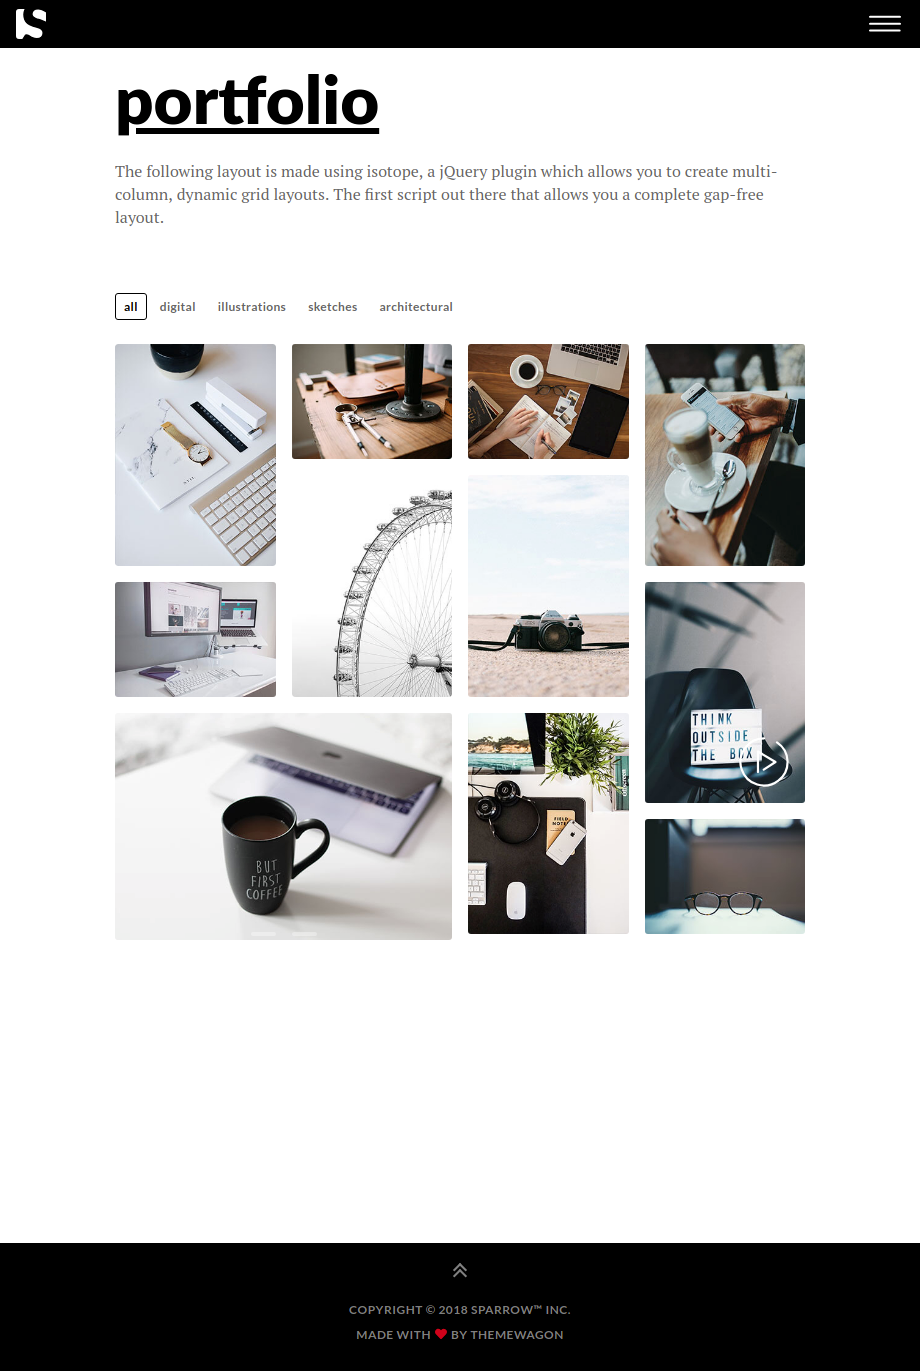 portfolio
The following layout is made using isotope, a jQuery plugin which allows you to create multi-
column, dynamic grid layouts. The first script out there that allows you a complete gap-free
layout.
all digital illustrations sketches architectural
THINK
OUTSIDE
THE BOX
BUT
FIRST
COFFEE
FIELD
NOTES
COPYRIGHT © 2018 SPARROW™ INC.
MADE WITH ❤ BY THEMEWAGON